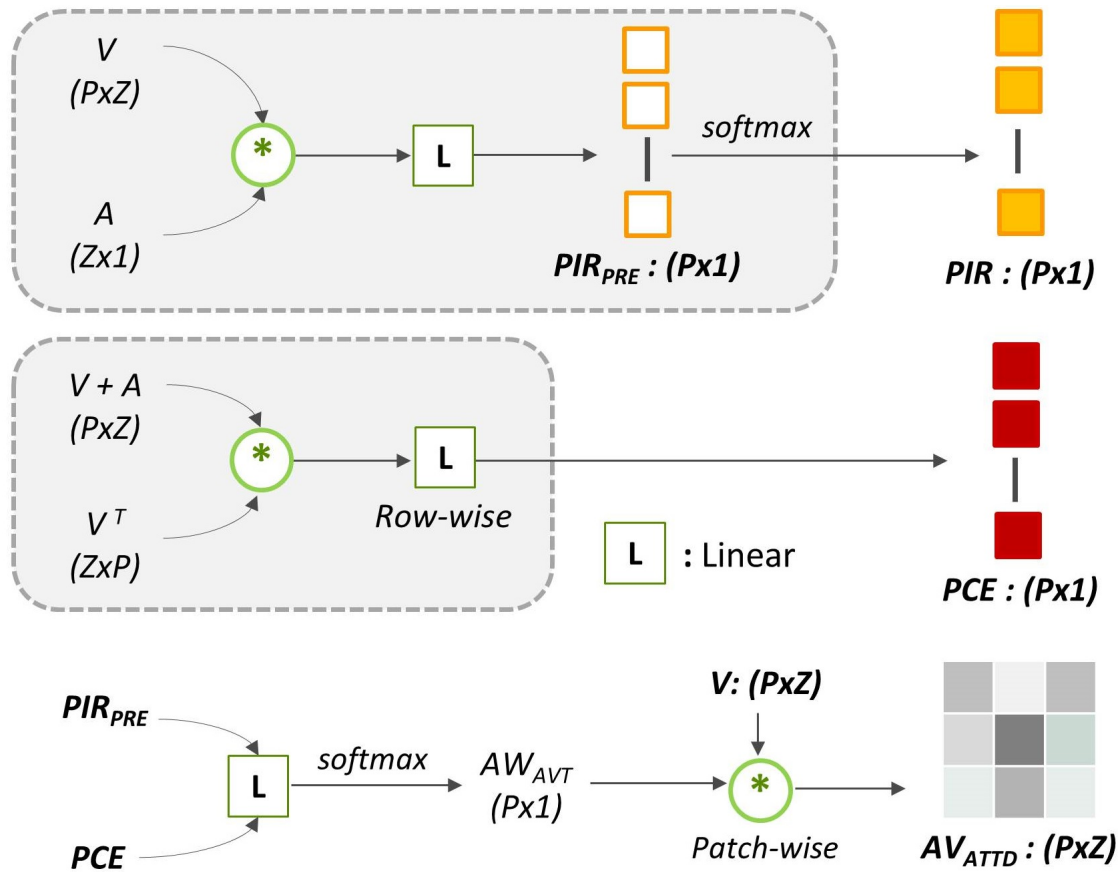 V
(PxZ)
*
A
(Zx1)
L
PIR_PRE : (Px1)
softmax
PIR : (Px1)
V + A
(PxZ)
*
V^T
(ZxP)
L
Row-wise
L : Linear
PCE : (Px1)
PIR_PRE
PCE
L
softmax
AW_AVT
(Px1)
V: (PxZ)
*
Patch-wise
AV_ATTD : (PxZ)